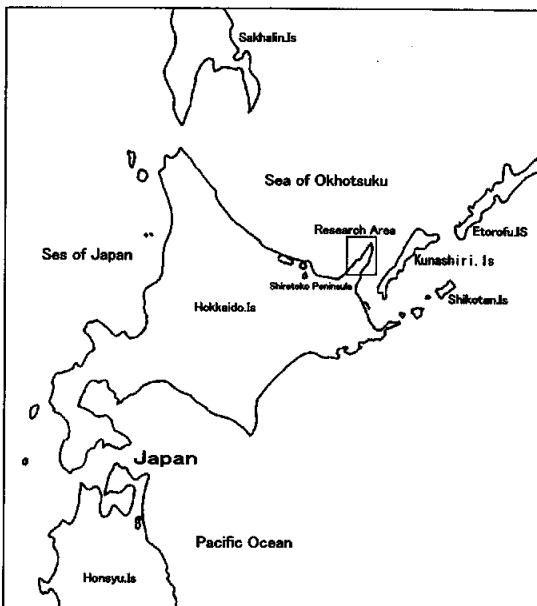 Sakhalin.Is
Sea of Okhotsuku
Research Area
Etorofu.IS
Ses of Japan
Kunashiri. Is
Shiretoko Peninsula
Shikotan.Is
Hokkaido.Is
Japan
Pacific Ocean
Honsyu.Is